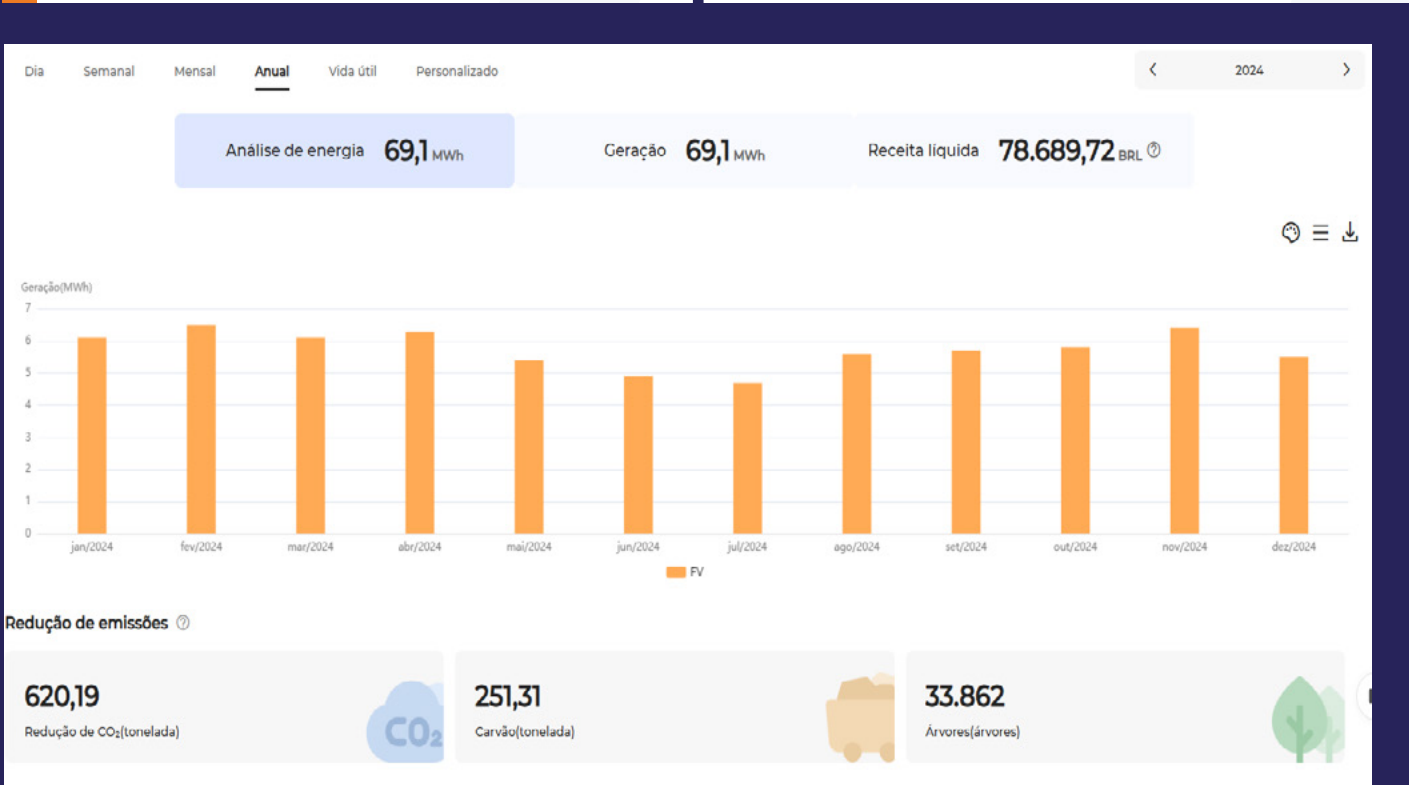 Dia Semanal Mensal Anual Vida útil Personalizado < 2024 >
Análise de energia 69,1 MWh Geração 69,1 MWh Receita líquida 78.689,72 BRL ?
Geração(MWh)
7
6
5
4
3
2
1
0
jan/2024 fev/2024 mar/2024 abr/2024 mai/2024 jun/2024 jul/2024 ago/2024 set/2024 out/2024 nov/2024 dez/2024
FV
Redução de emissões ?
620,19 251,31 33.862
Redução de CO₂(tonelada) Carvão(tonelada) Árvores(árvores)
CO₂